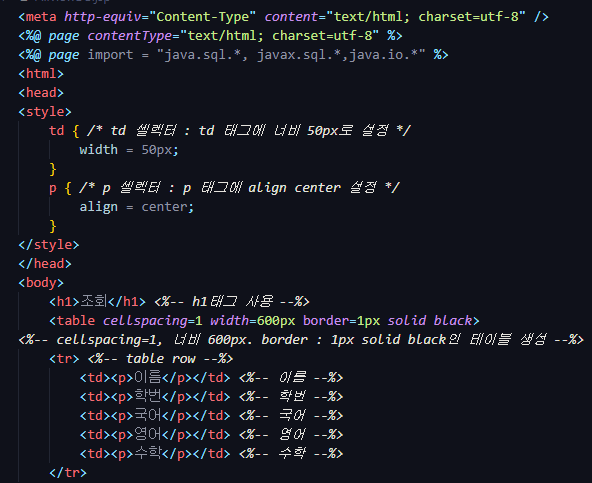 <meta http-equiv="Content-Type" content="text/html; charset=utf-8" />
<%@ page contentType="text/html; charset=utf-8" %>
<%@ page import = "java.sql.*, javax.sql.*,java.io.*" %>
<html>
<head>
<style>
    td { /* td 셀렉터 : td 태그에 너비 50px로 설정 */
        width = 50px;
    }
    p { /* p 셀렉터 : p 태그에 align center 설정 */
        align = center;
    }
</style>
</head>
<body>
    <h1>조회</h1> <%-- h1태그 사용 --%>
    <table cellspacing=1 width=600px border=1px solid black>
<%-- cellspacing=1, 너비 600px. border : 1px solid black인 테이블 생성 --%>
    <tr> <%-- table row --%>
        <td><p>이름</p></td> <%-- 이름 --%>
        <td><p>학번</p></td> <%-- 학번 --%>
        <td><p>국어</p></td> <%-- 국어 --%>
        <td><p>영어</p></td> <%-- 영어 --%>
        <td><p>수학</p></td> <%-- 수학 --%>
    </tr>